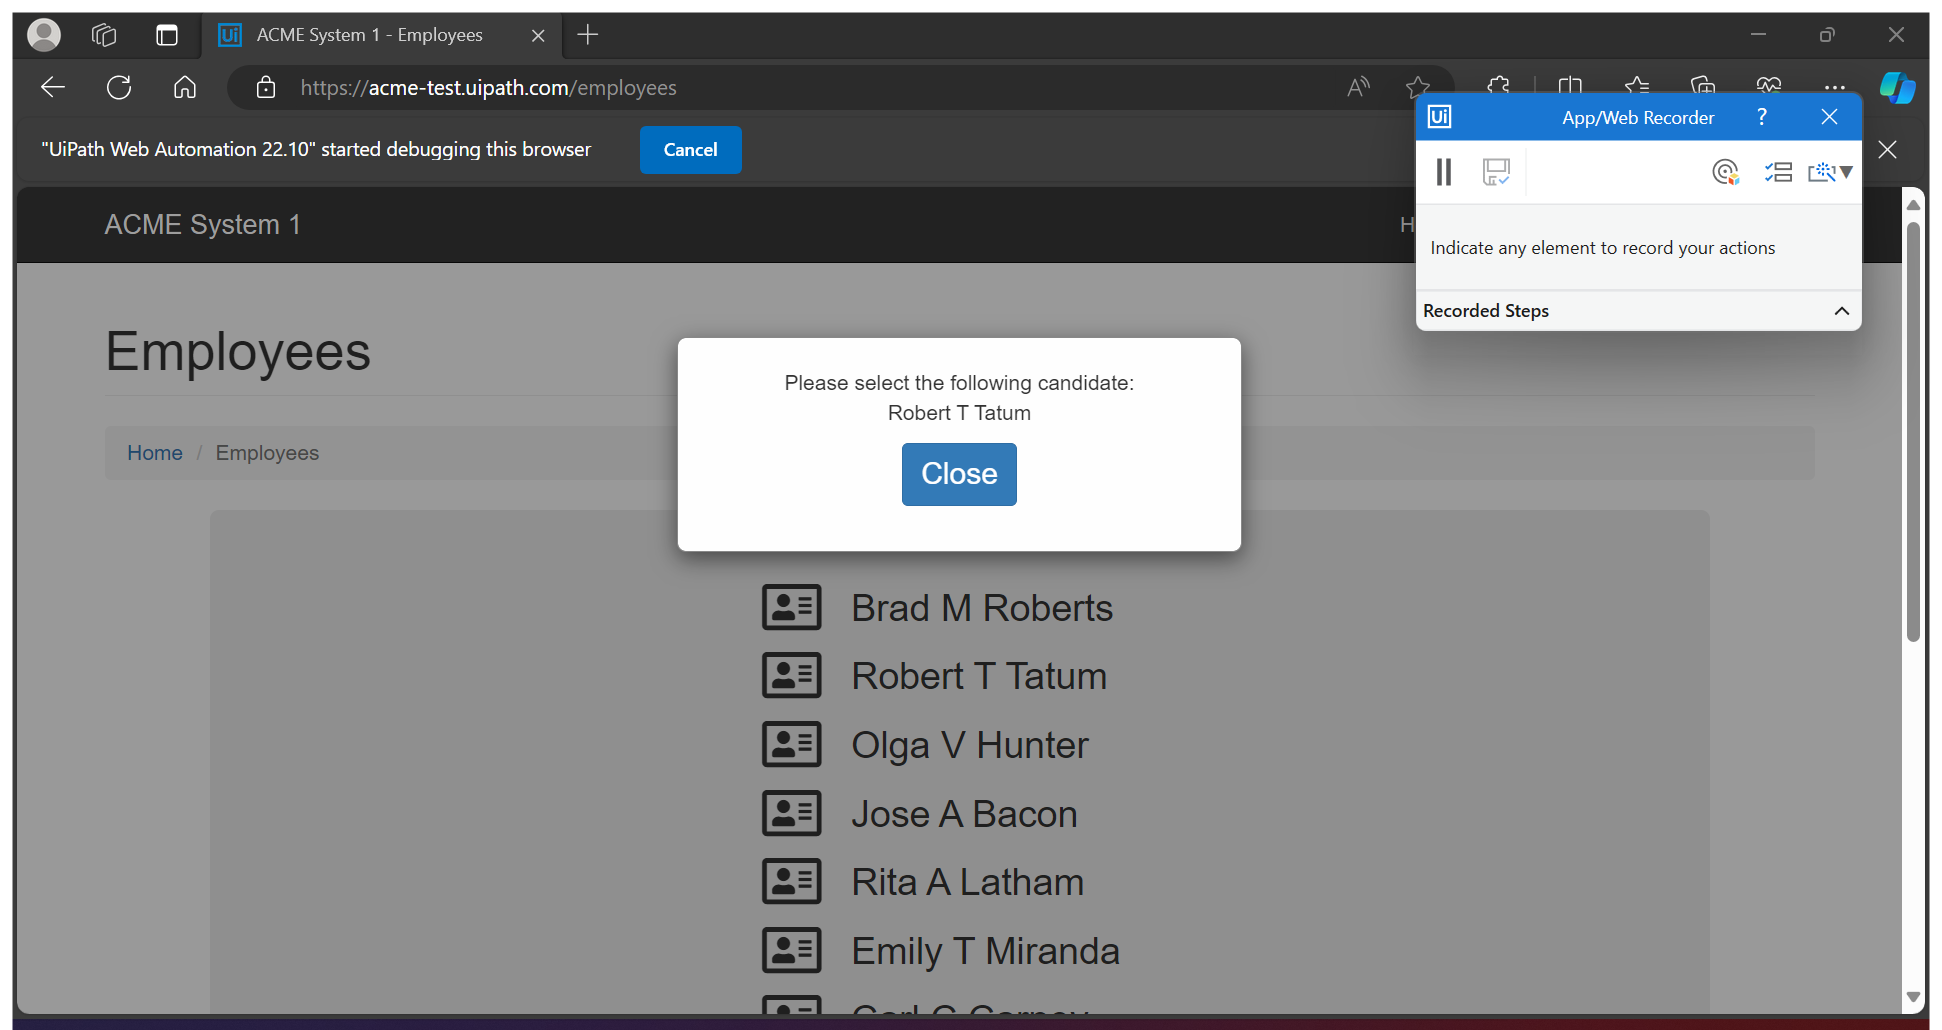 Ui ACME System 1 - Employees
https://acme-test.uipath.com/employees
"UiPath Web Automation 22.10" started debugging this browser
Cancel
Ui App/Web Recorder ?
Indicate any element to record your actions
Recorded Steps
ACME System 1
H
Employees
Home / Employees
Please select the following candidate:
Robert T Tatum
Close
Brad M Roberts
Robert T Tatum
Olga V Hunter
Jose A Bacon
Rita A Latham
Emily T Miranda